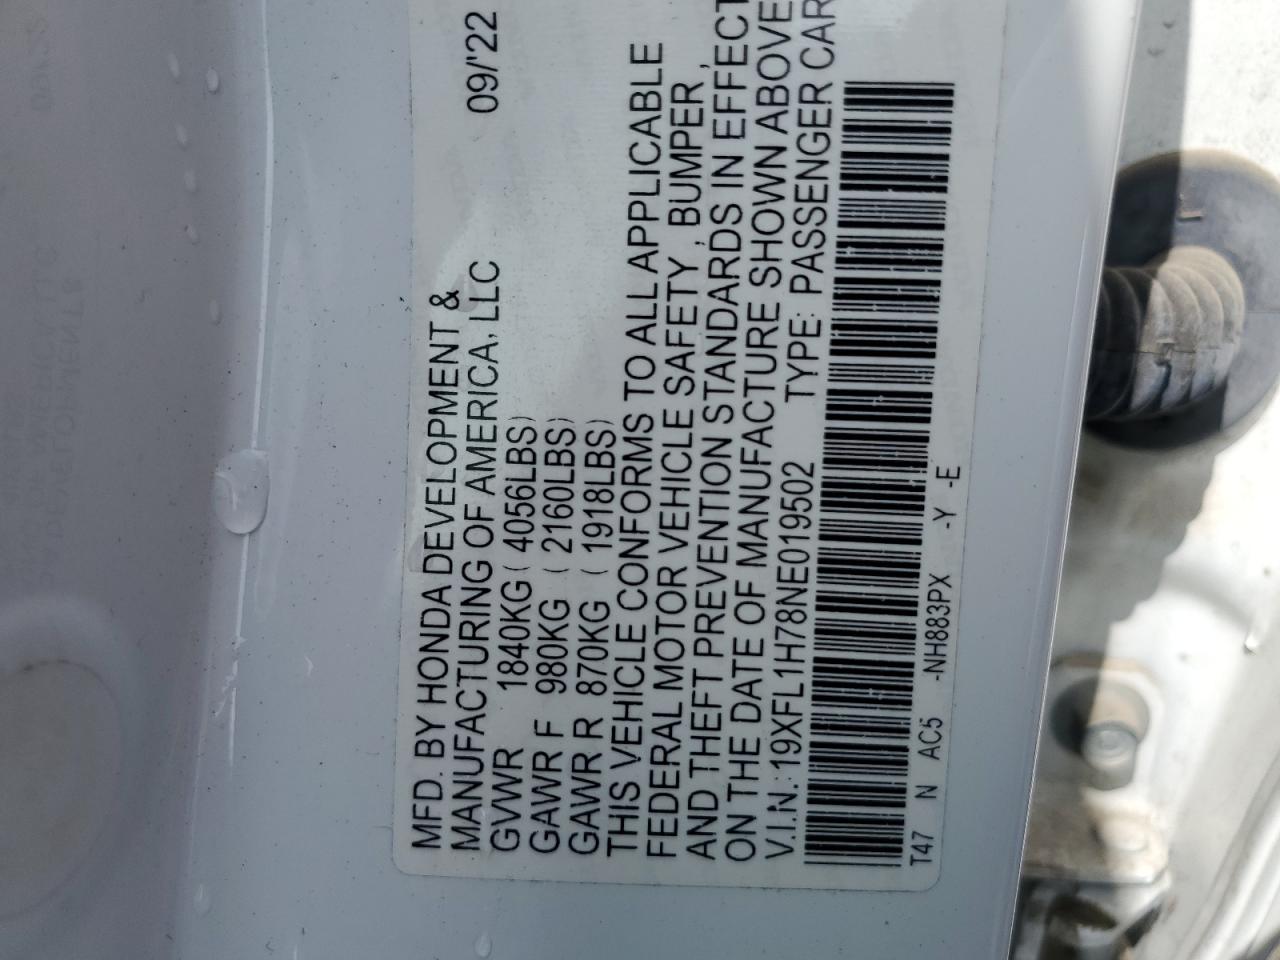 MFD. BY HONDA DEVELOPMENT &
MANUFACTURING OF AMERICA, LLC 09/'22
GVWR 1840KG ( 4056LBS)
GAWR F 980KG ( 2160LBS)
GAWR R 870KG ( 1918LBS)
THIS VEHICLE CONFORMS TO ALL APPLICABLE
FEDERAL MOTOR VEHICLE SAFETY, BUMPER,
AND THEFT PREVENTION STANDARDS IN EFFECT
ON THE DATE OF MANUFACTURE SHOWN ABOVE
V.I.N.: 19XFL1H78NE019502 TYPE: PASSENGER CAR
T47 N AC5 -NH883PX -Y -E